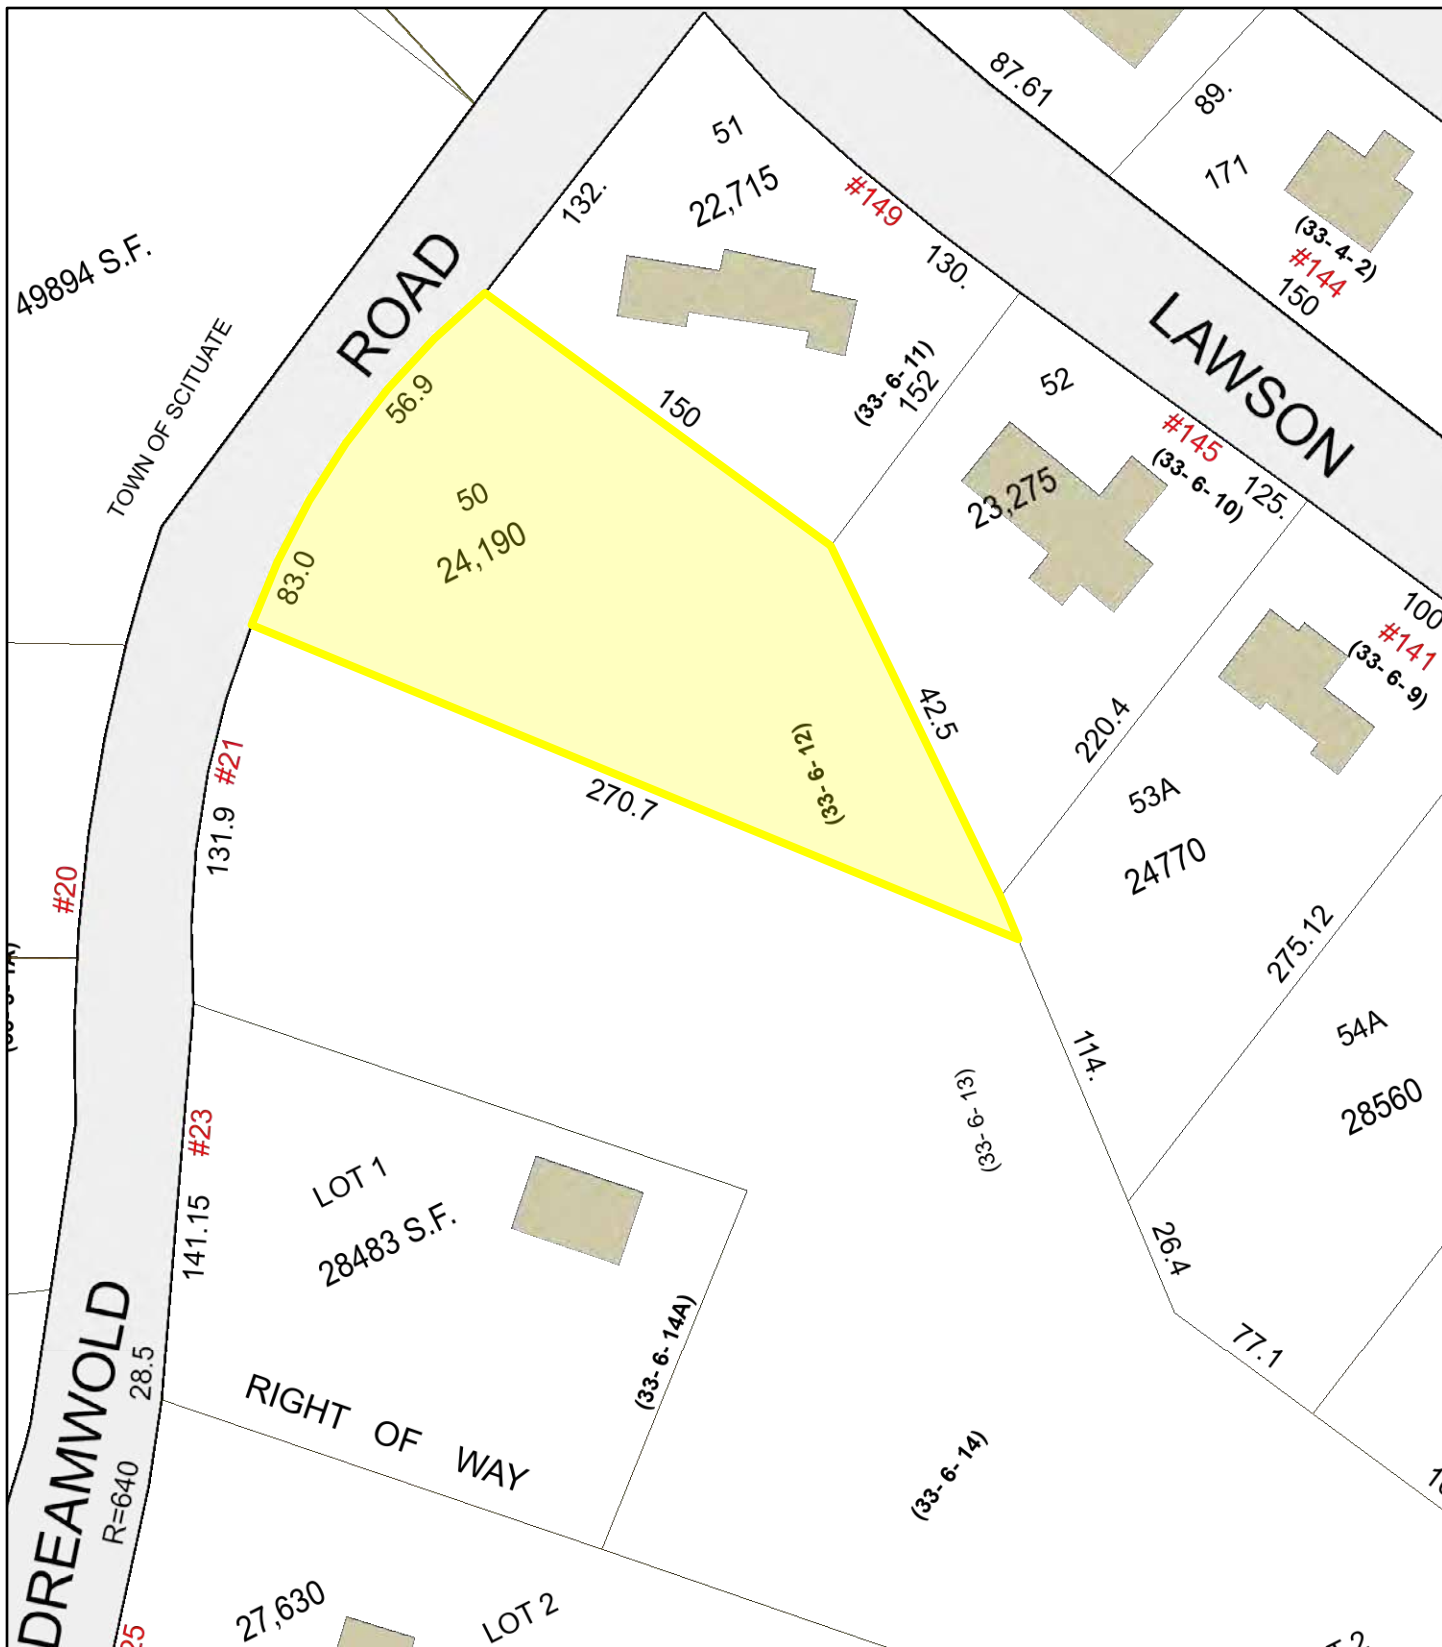 87.61
89.
51
171
22,715
#149
132.
(33- 4- 2)
#144
150
49894 S.F.
130.
ROAD
LAWSON
TOWN OF SCITUATE
(33- 6- 11)
152
52
56.9
150
#145
(33- 6- 10)
125.
50
23,275
24,190
83.0
100
#141
(33- 6- 9)
42.5
220.4
#21
(33- 6- 12)
270.7
53A
131.9
24770
#20
275.12
54A
114.
28560
(33- 6- 13)
#23
LOT 1
28483 S.F.
141.15
26.4
(33- 6- 14A)
77.1
28.5
RIGHT OF WAY
DREAMWOLD
R=640
(33- 6- 14)
27,630
LOT 2
25